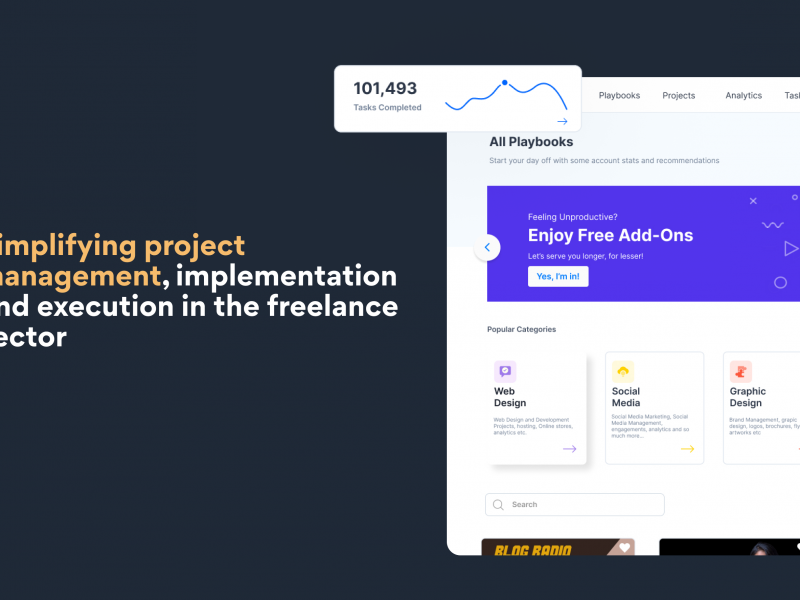 101,493
Tasks Completed
Playbooks Projects Analytics Task
All Playbooks
Start your day off with some account stats and recommendations
Feeling Unproductive?
Enjoy Free Add-Ons
Let's serve you longer, for lesser!
Yes, I'm in!
implifying project
anagement, implementation
nd execution in the freelance
ector
Popular Categories
Web
Design
Web Design and Development
Projects, hosting, Online stores,
analytics etc.
Social
Media
Social Media Marketing, Social
Media Management,
engagements, analytics and so
much more...
Graphic
Design
Brand Management, grapic
design, logos, brochures, fly
artworks etc
Search
BLOG RADIO